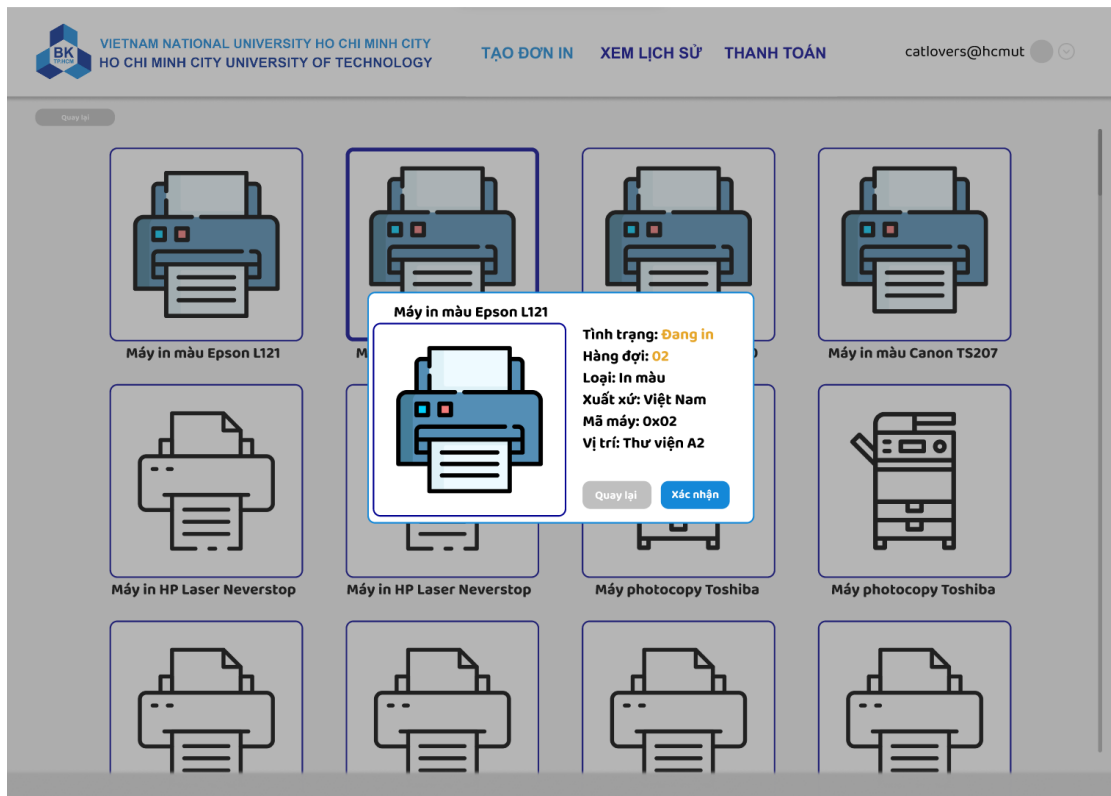 BK
TP.HCM
VIETNAM NATIONAL UNIVERSITY HO CHI MINH CITY
HO CHI MINH CITY UNIVERSITY OF TECHNOLOGY
TẠO ĐƠN IN
XEM LỊCH SỬ
THANH TOÁN
catlovers@hcmut
Quay lại
Máy in màu Epson L121
Tình trạng: Đang in
Hàng đợi: 02
Loại: In màu
Xuất xứ: Việt Nam
Mã máy: 0x02
Vị trí: Thư viện A2
Quay lại
Xác nhận
Máy in màu Epson L121
Máy in màu Canon TS207
Máy in HP Laser Neverstop
Máy in HP Laser Neverstop
Máy photocopy Toshiba
Máy photocopy Toshiba